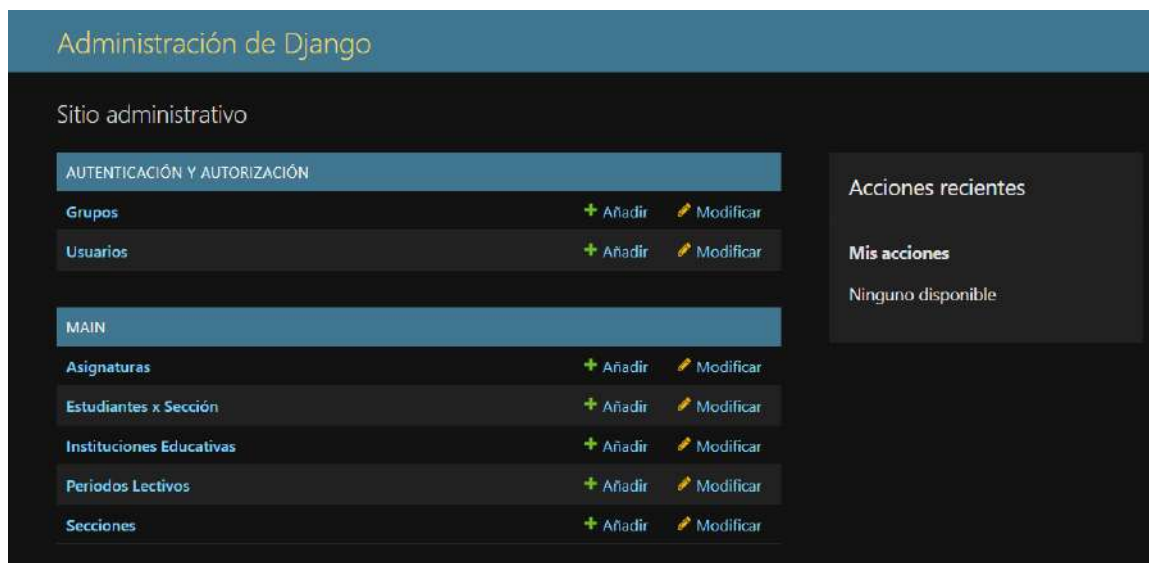 Administración de Django
Sitio administrativo
AUTENTICACIÓN Y AUTORIZACIÓN
Grupos Añadir Modificar
Usuarios Añadir Modificar
MAIN
Asignaturas Añadir Modificar
Estudiantes x Sección Añadir Modificar
Instituciones Educativas Añadir Modificar
Periodos Lectivos Añadir Modificar
Secciones Añadir Modificar
Acciones recientes
Mis acciones
Ninguno disponible